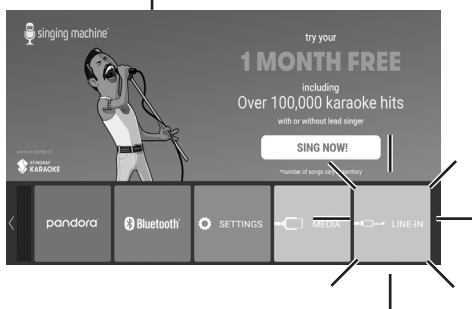 singing machine®
try your
1 MONTH FREE
including
Over 100,000 karaoke hits
with or without lead singer
SING NOW!
*number of songs vary territory
STINGRAY
KARAOKE
pandora
Bluetooth®
SETTINGS
MEDIA
LINE-IN